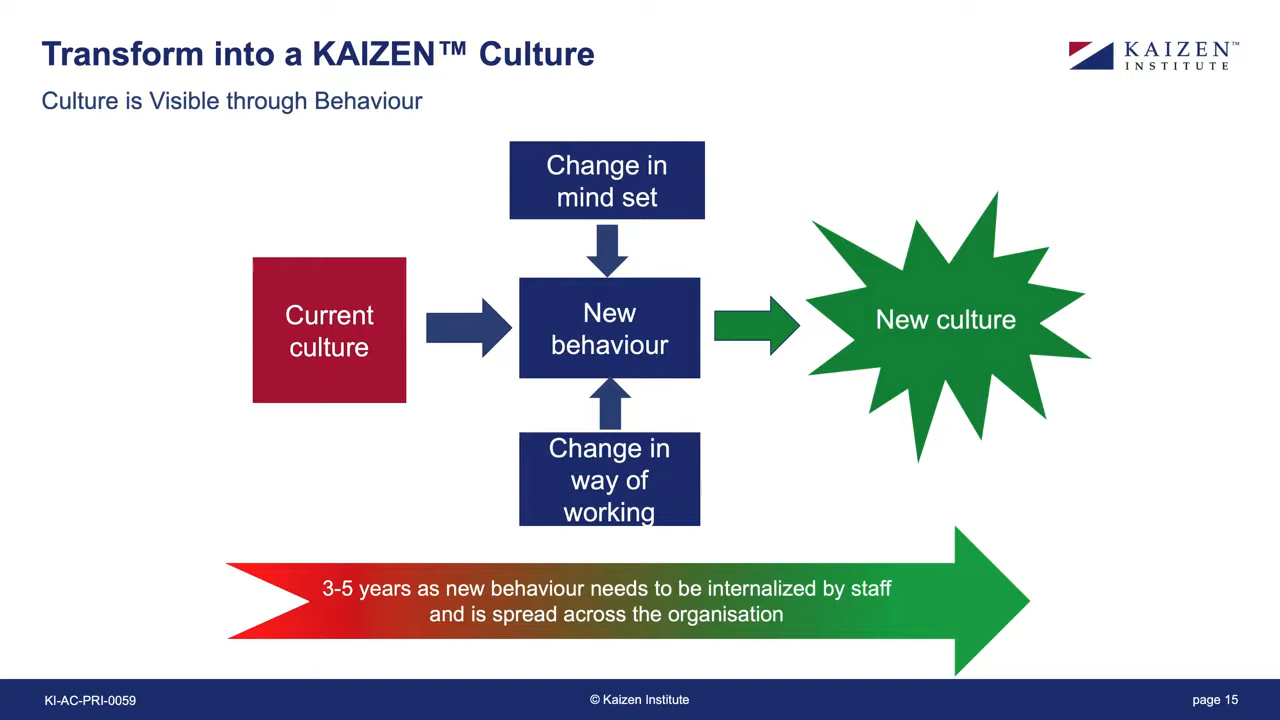 Transform into a KAIZEN™ Culture
KAIZEN™
INSTITUTE
Culture is Visible through Behaviour
Change in
mind set
Current
culture
New
behaviour
New culture
Change in
way of
working
3-5 years as new behaviour needs to be internalized by staff
and is spread across the organisation
KI-AC-PRI-0059
© Kaizen Institute
page 15